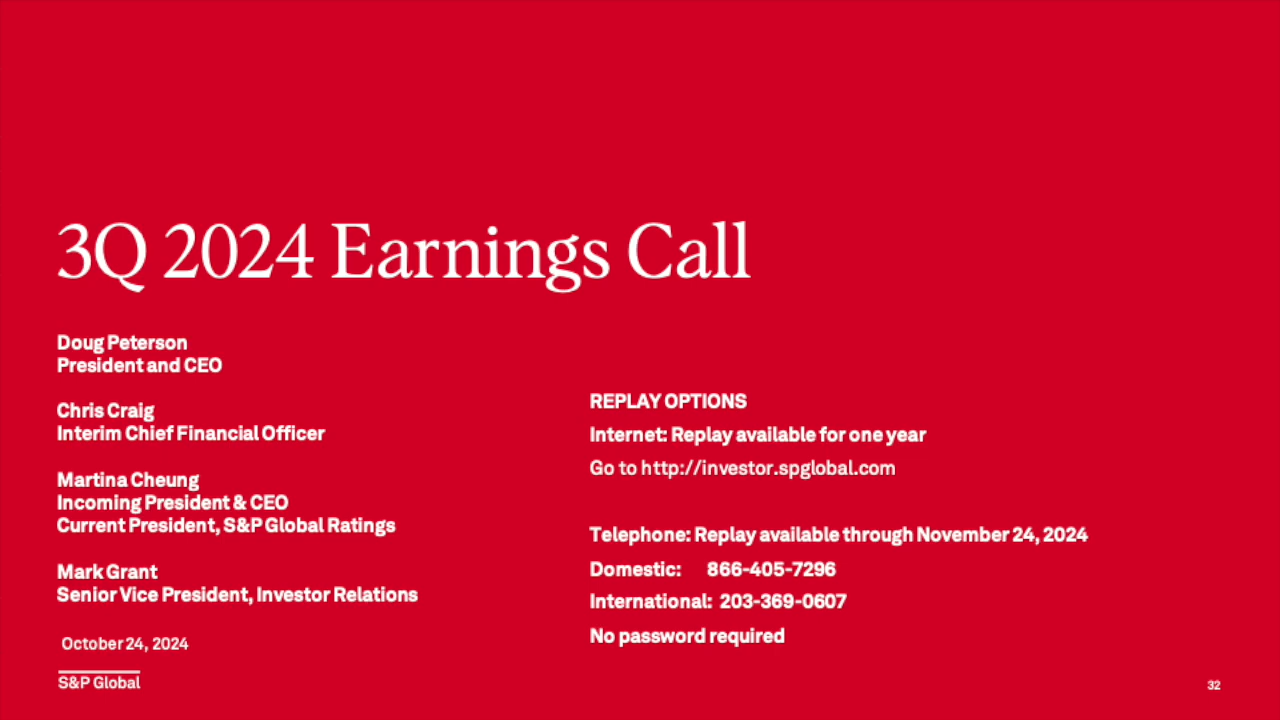 3Q 2024 Earnings Call
Doug Peterson
President and CEO
Chris Craig
Interim Chief Financial Officer
Martina Cheung
Incoming President & CEO
Current President, S&P Global Ratings
Mark Grant
Senior Vice President, Investor Relations
October 24, 2024
S&P Global
REPLAY OPTIONS
Internet: Replay available for one year
Go to http://investor.spglobal.com
Telephone: Replay available through November 24, 2024
Domestic: 866-405-7296
International: 203-369-0607
No password required
32